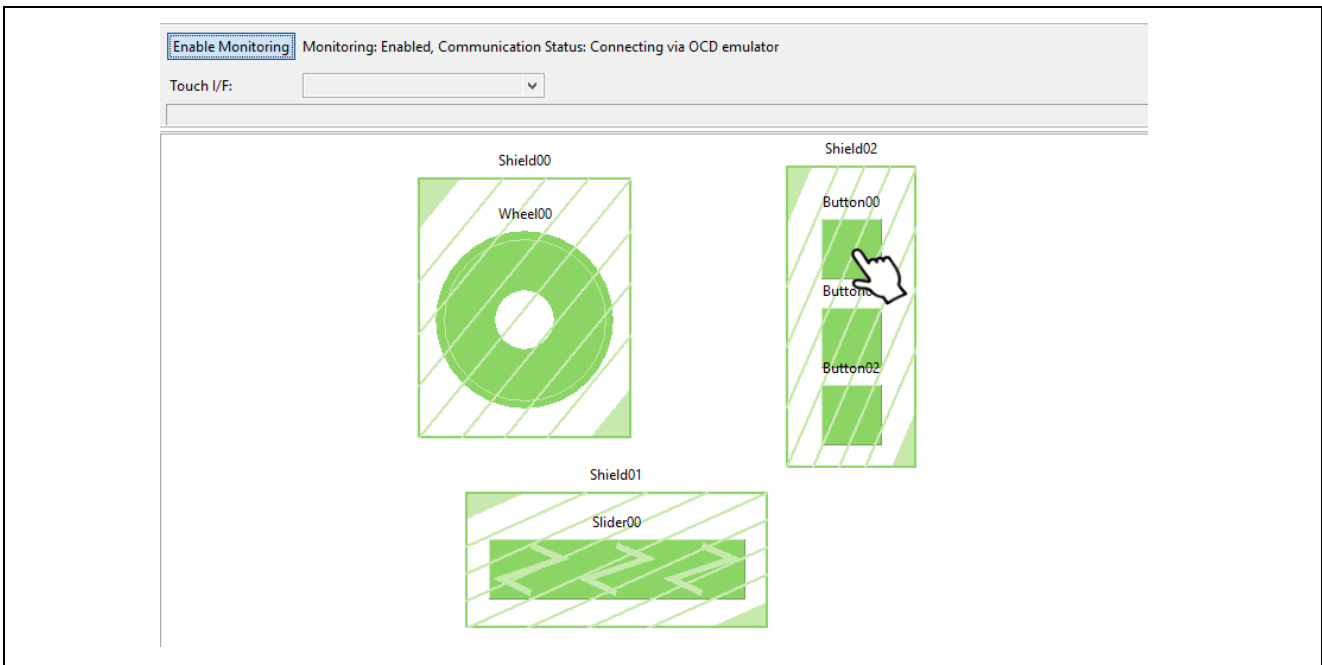 Enable Monitoring Monitoring: Enabled, Communication Status: Connecting via OCD emulator
Touch I/F:
Shield00
Shield02
Wheel00
Button00
Button02
Shield01
Slider00